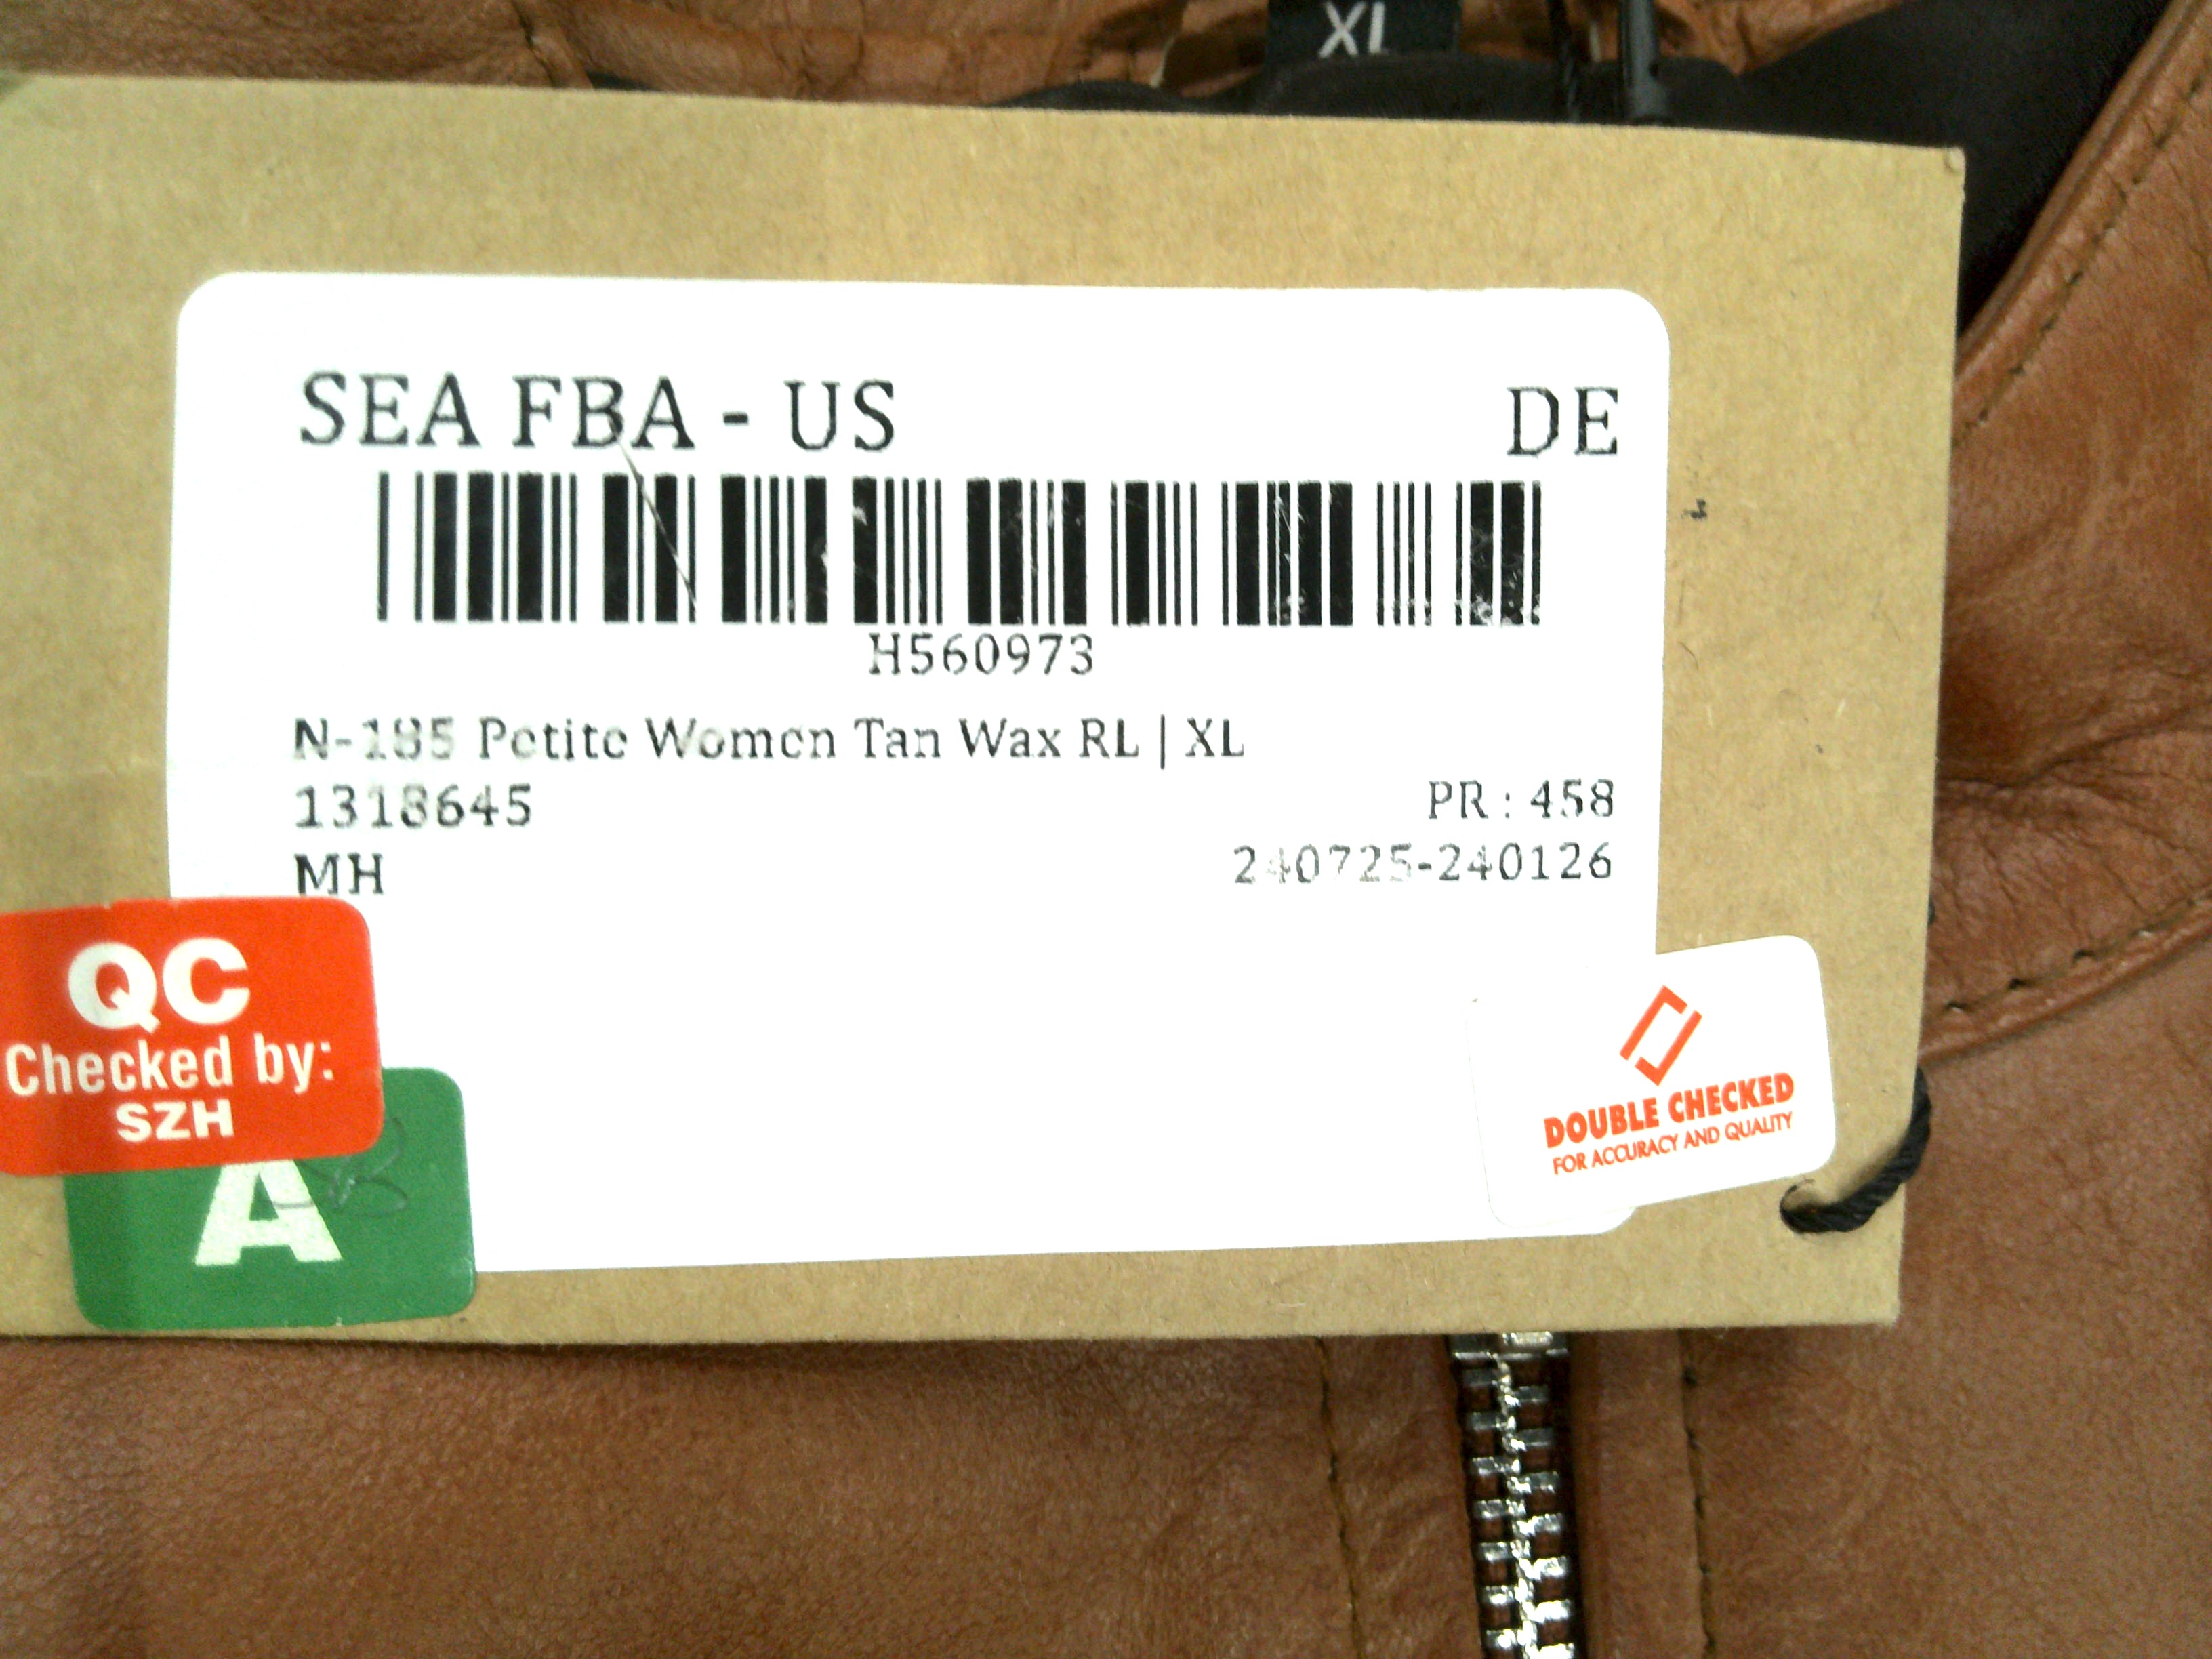 XL
SEA FBA - US DE
H560973
N-185 Petite Women Tan Wax RL | XL
1318645 PR : 458
MH 240725-240126
QC
Checked by:
SZH
A
DOUBLE CHECKED
FOR ACCURACY AND QUALITY